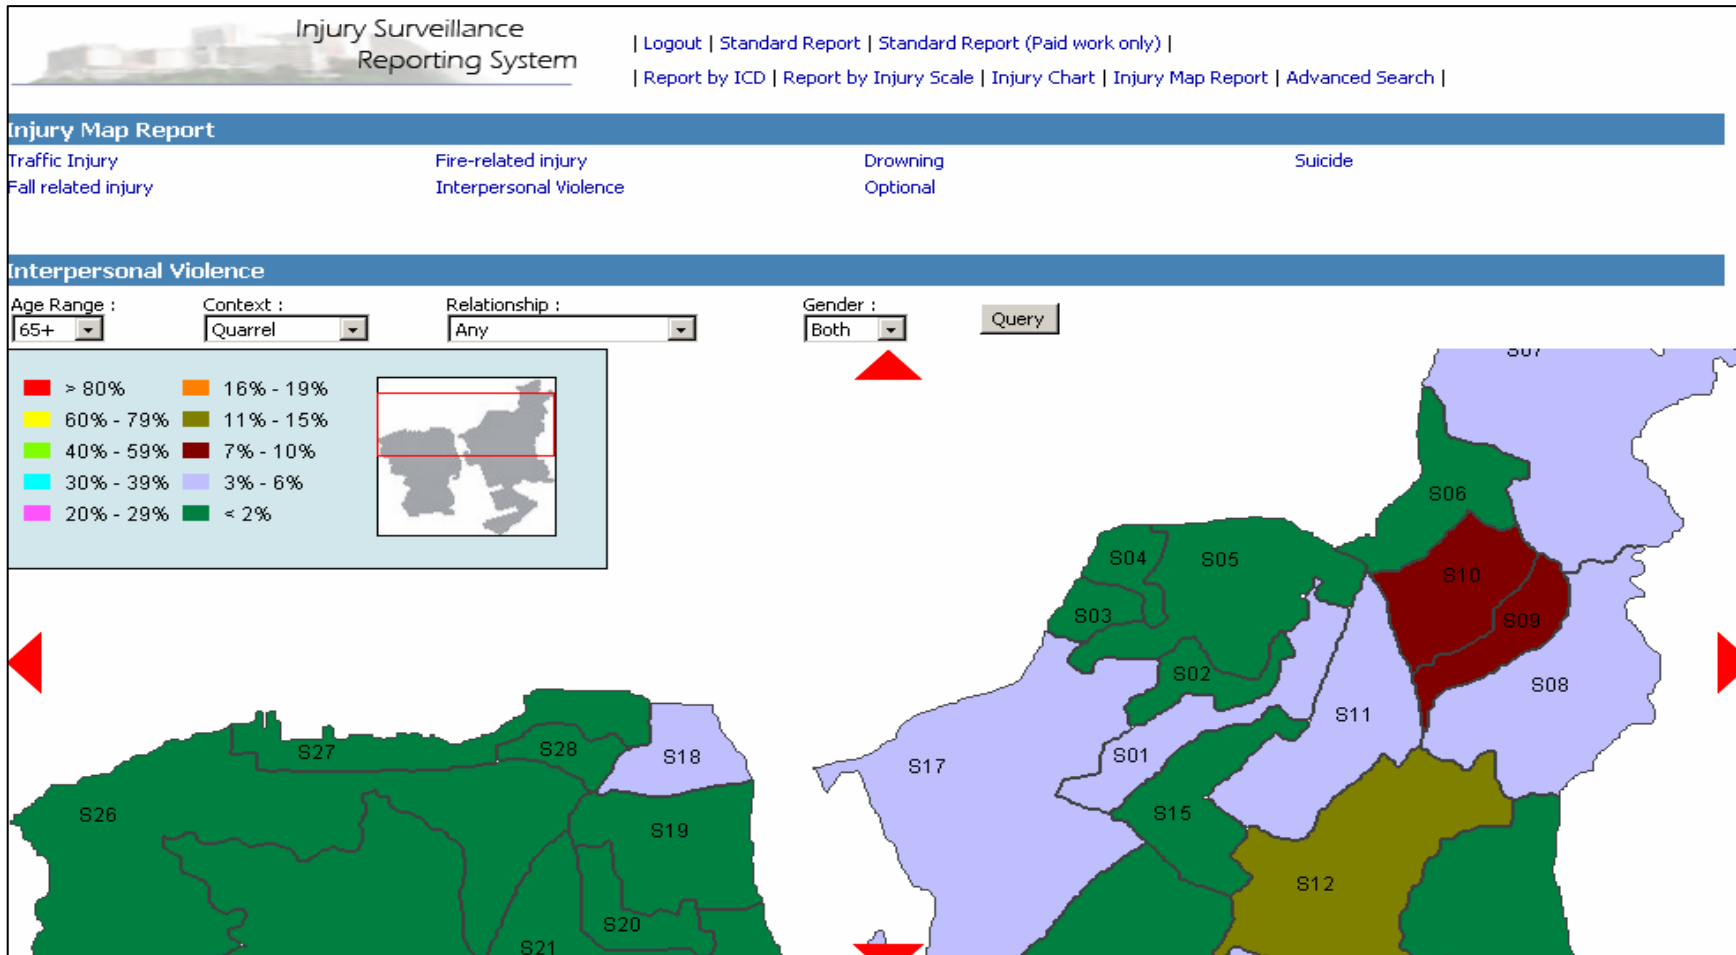 Injury Surveillance
Reporting System
| Logout | Standard Report | Standard Report (Paid work only) |
| Report by ICD | Report by Injury Scale | Injury Chart | Injury Map Report | Advanced Search |
Injury Map Report
Traffic Injury Fire-related injury Drowning Suicide
Fall related injury Interpersonal Violence Optional
Interpersonal Violence
Age Range : Context : Relationship : Gender :
65+ Quarrel Any Both Query
> 80% 16% - 19%
60% - 79% 11% - 15%
40% - 59% 7% - 10%
30% - 39% 3% - 6%
20% - 29% < 2%
S07
S06
S04 S05
S10
S03 S09
S02
S08
S11
S27 S28 S18 S01
S17
S26 S15
S19
S12
S20
S21